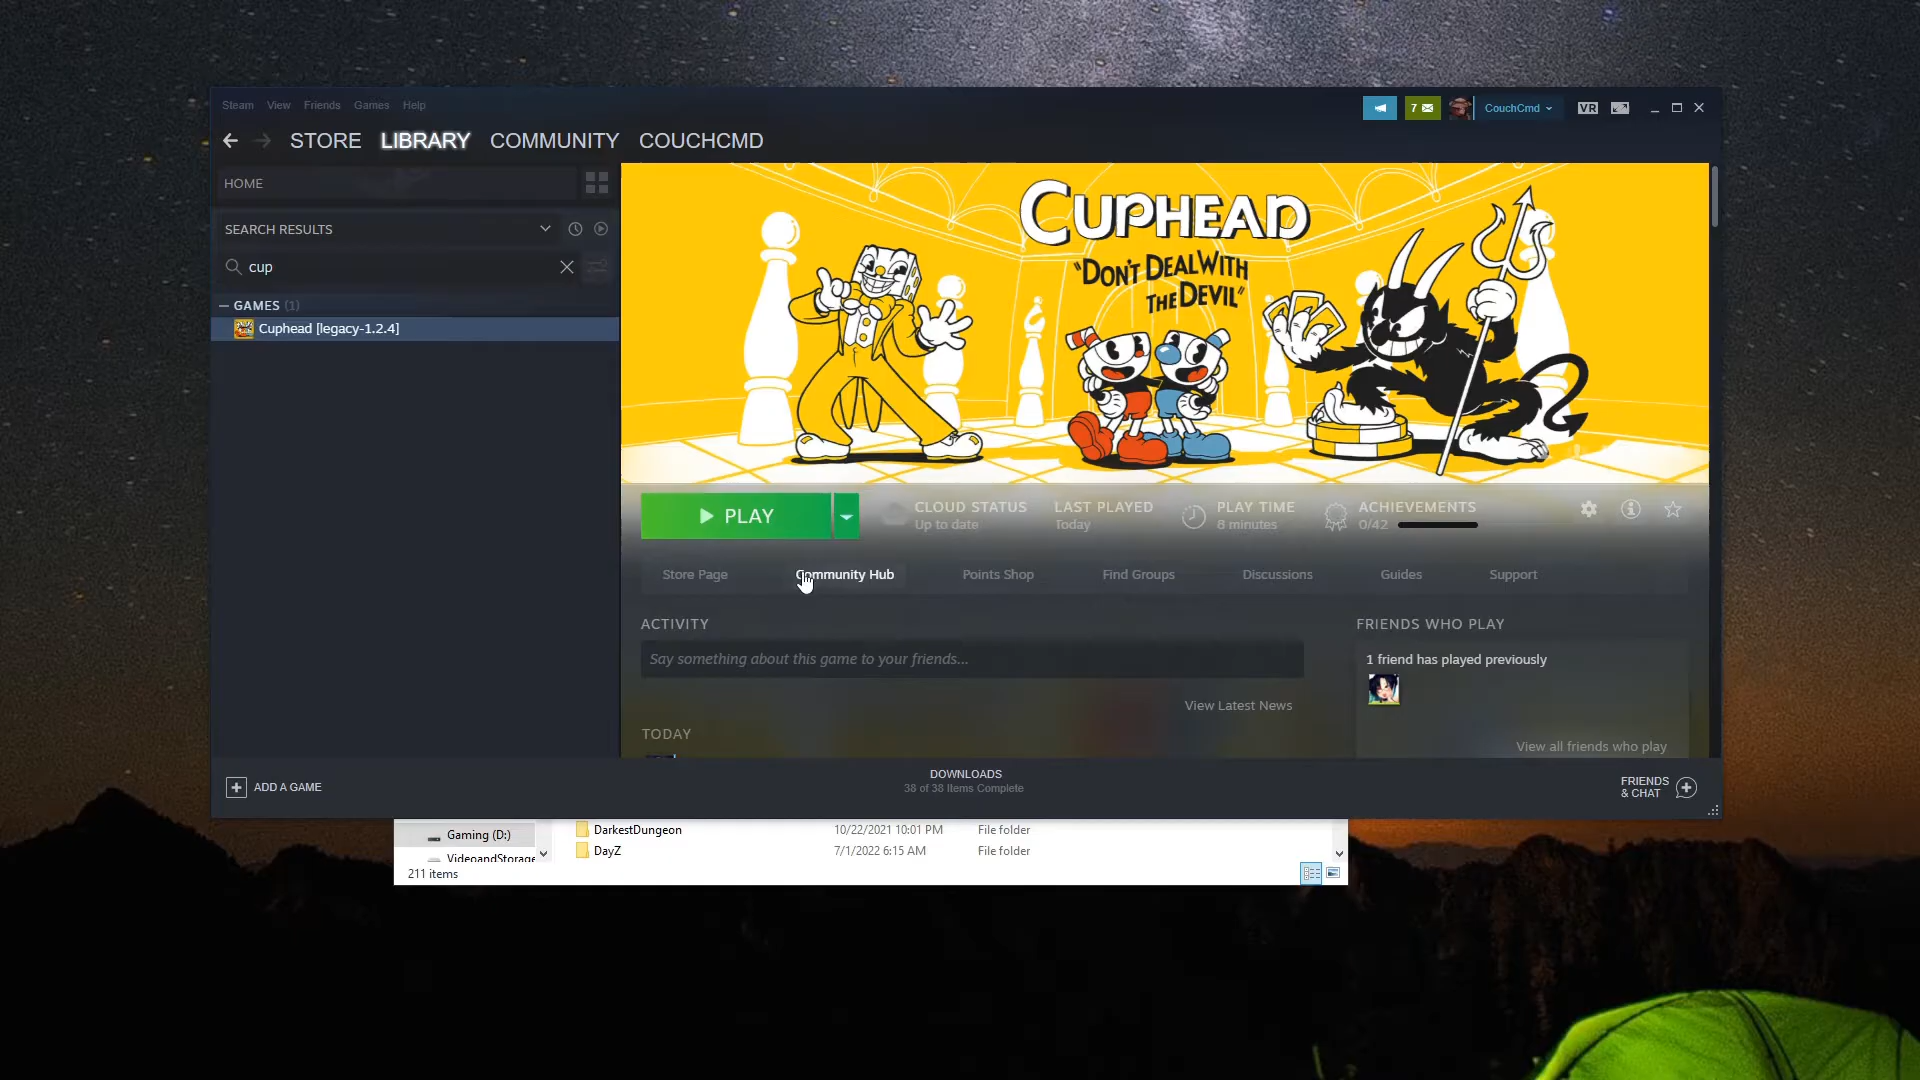 Steam View Friends Games Help
7 CouchCmd VR
STORE LIBRARY COMMUNITY COUCHCMD
HOME
SEARCH RESULTS
cup
GAMES (1)
Cuphead [legacy-1.2.4]
CUPHEAD
"DON'T DEAL WITH
THE DEVIL"
PLAY
CLOUD STATUS
Up to date
LAST PLAYED
Today
PLAY TIME
8 minutes
ACHIEVEMENTS
0/42
Store Page Community Hub Points Shop Find Groups Discussions Guides Support
ACTIVITY
Say something about this game to your friends...
View Latest News
TODAY
FRIENDS WHO PLAY
1 friend has played previously
View all friends who play
ADD A GAME
DOWNLOADS
38 of 38 Items Complete
FRIENDS
& CHAT
Gaming (D:)
VideoandStorage
DarkestDungeon 10/22/2021 10:01 PM File folder
DayZ 7/1/2022 6:15 AM File folder
211 items